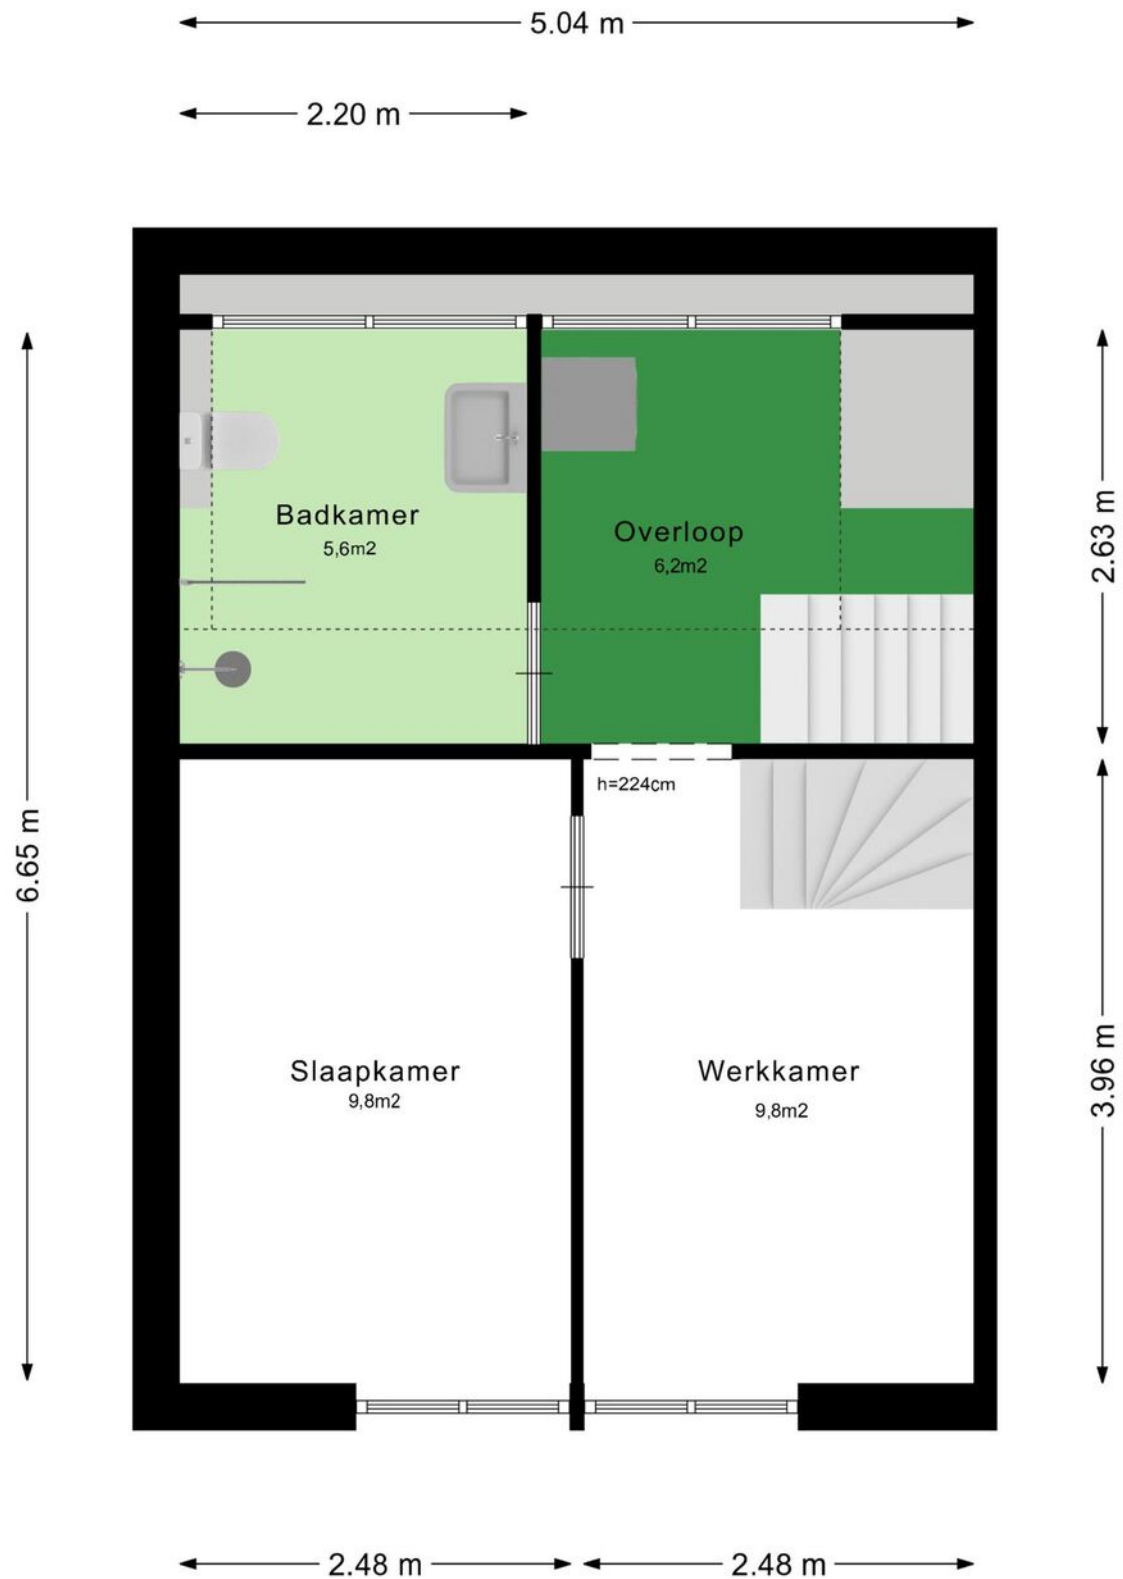 5.04 m
2.20 m
Badkamer
5,6m2
Overloop
6,2m2
2.63 m
h=224cm
6.65 m
Slaapkamer
9,8m2
Werkkamer
9,8m2
3.96 m
2.48 m
2.48 m